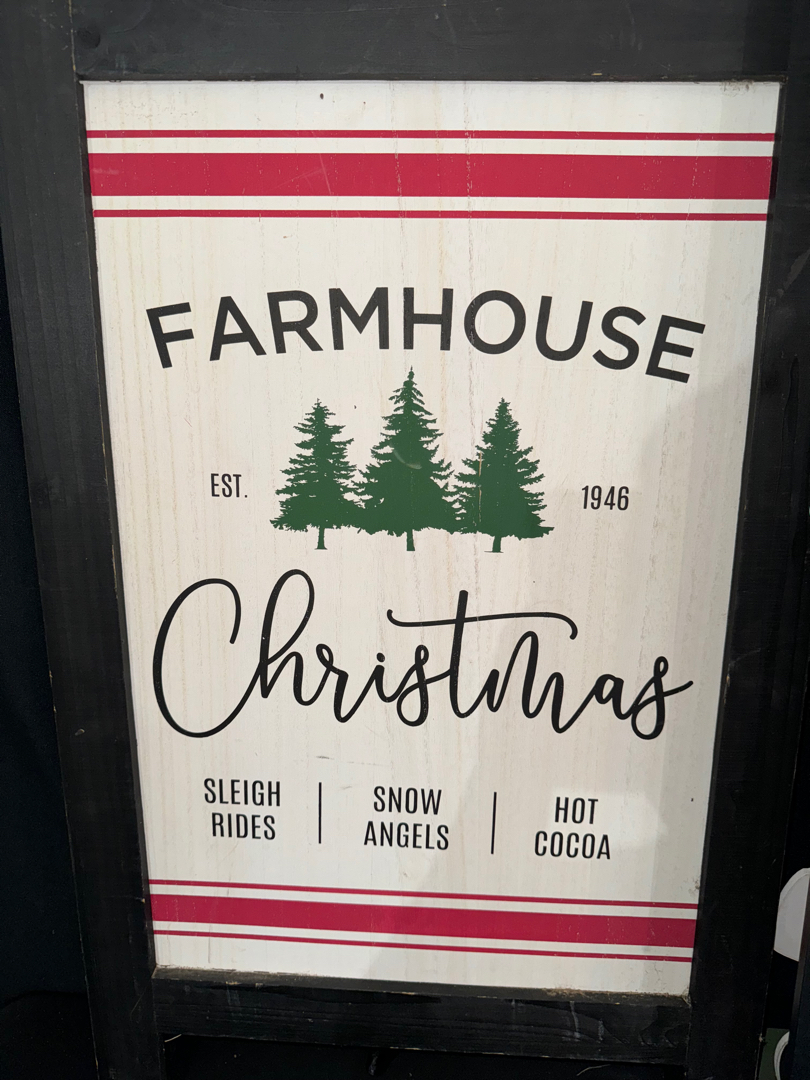 FARMHOUSE
EST. 1946
Christmas
SLEIGH RIDES | SNOW ANGELS | HOT COCOA